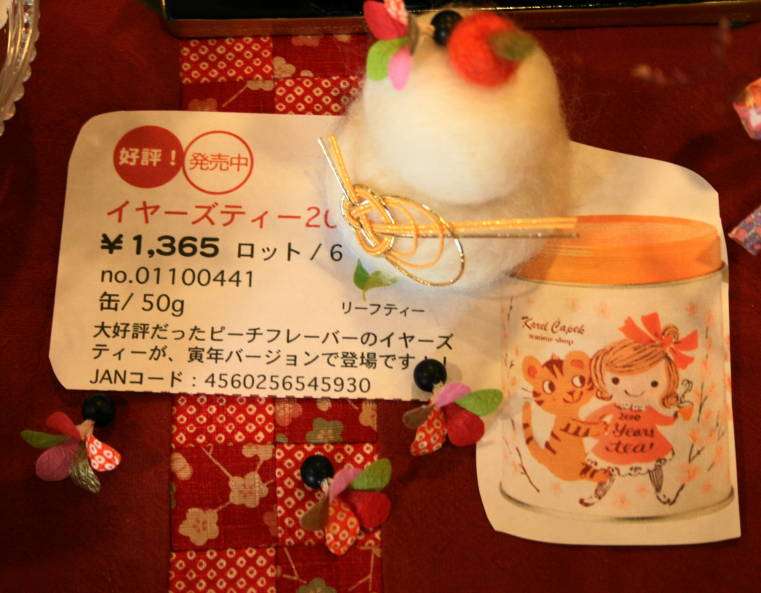 好評！ 発売中
イヤーズティー20
¥1,365 ロット/6
no.01100441
缶/50g
リーフティー
大好評だったピーチフレーバーのイヤーズ
ティーが、寅年バージョンで登場です！！
JANコード：4560256545930
Karel Capek
2010
Years
tea!